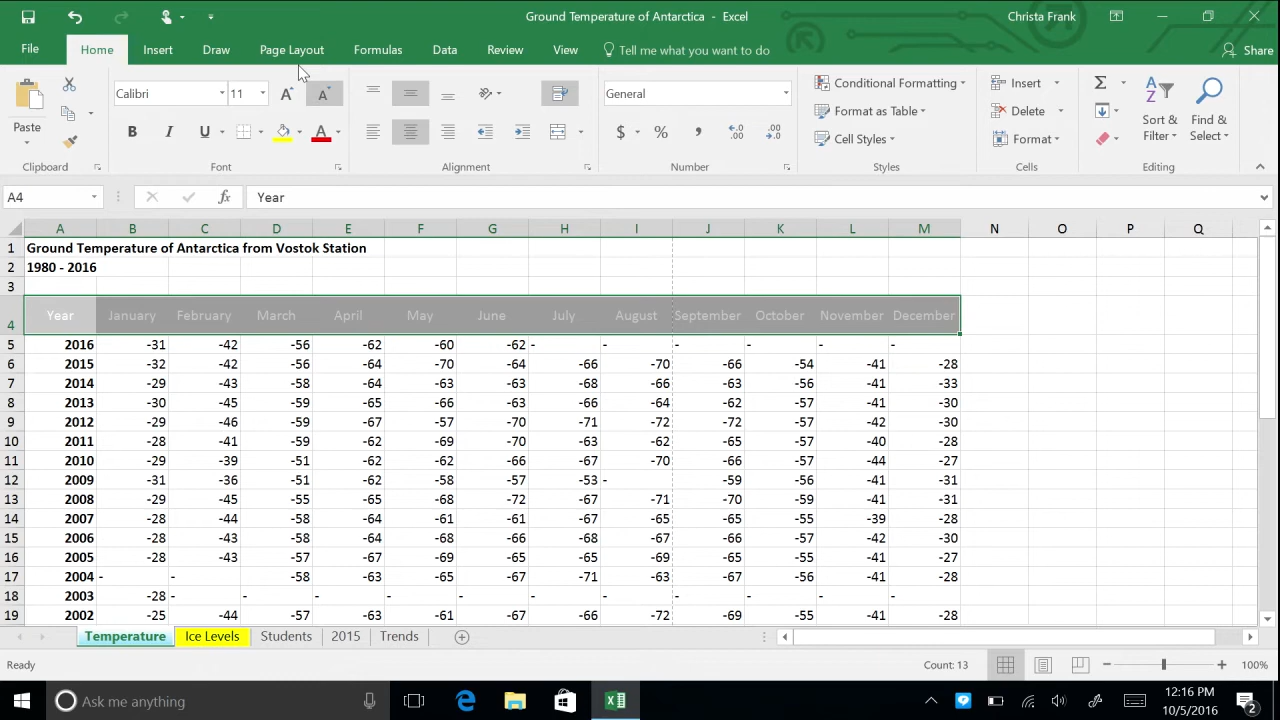 Ground Temperature of Antarctica - Excel Christa Frank
File Home Insert Draw Page Layout Formulas Data Review View Tell me what you want to do Share
Calibri 11 A A General Conditional Formatting Insert Σ A Z
Paste B I U A $ % , .00 .0 Format as Table Delete Sort & Filter Find & Select
Cell Styles Format
Clipboard Font Alignment Number Styles Cells Editing
A4 fx Year
A B C D E F G H I J K L M N O P Q
1 Ground Temperature of Antarctica from Vostok Station
2 1980 - 2016
3
4 Year January February March April May June July August September October November December
5 2016 -31 -42 -56 -62 -60 -62 - - - - - -
6 2015 -32 -42 -56 -64 -70 -64 -66 -70 -66 -54 -41 -28
7 2014 -29 -43 -58 -64 -63 -63 -68 -66 -63 -56 -41 -33
8 2013 -30 -45 -59 -65 -66 -63 -66 -64 -62 -57 -41 -30
9 2012 -29 -46 -59 -67 -57 -70 -71 -72 -72 -57 -42 -30
10 2011 -28 -41 -59 -62 -69 -70 -63 -62 -65 -57 -40 -28
11 2010 -29 -39 -51 -62 -62 -66 -67 -70 -66 -57 -44 -27
12 2009 -31 -36 -51 -62 -58 -57 -53 - -59 -56 -41 -31
13 2008 -29 -45 -55 -65 -68 -72 -67 -71 -70 -59 -41 -31
14 2007 -28 -44 -58 -64 -61 -61 -67 -65 -65 -55 -39 -28
15 2006 -28 -43 -58 -64 -68 -66 -68 -67 -66 -57 -42 -30
16 2005 -28 -43 -57 -67 -69 -65 -65 -69 -65 -55 -41 -27
17 2004 - - -58 -63 -65 -67 -71 -63 -67 -56 -41 -28
18 2003 -28 - - - - - - - - - - -
19 2002 -25 -44 -57 -63 -61 -67 -66 -72 -69 -55 -41 -28
Temperature Ice Levels Students 2015 Trends
Ready Count: 13 100%
Ask me anything 12:16 PM
10/5/2016 2